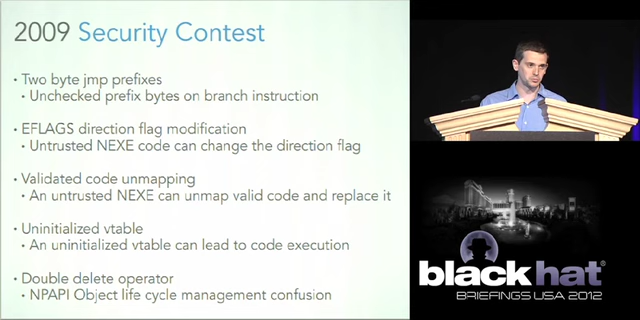 2009 Security Contest
• Two byte jmp prefixes
• Unchecked prefix bytes on branch instruction
• EFLAGS direction flag modification
• Untrusted NEXE code can change the direction flag
• Validated code unmapping
• An untrusted NEXE can unmap valid code and replace it
• Uninitialized vtable
• An uninitialized vtable can lead to code execution
• Double delete operator
• NPAPI Object life cycle management confusion
black hat®
BRIEFINGS USA 2012